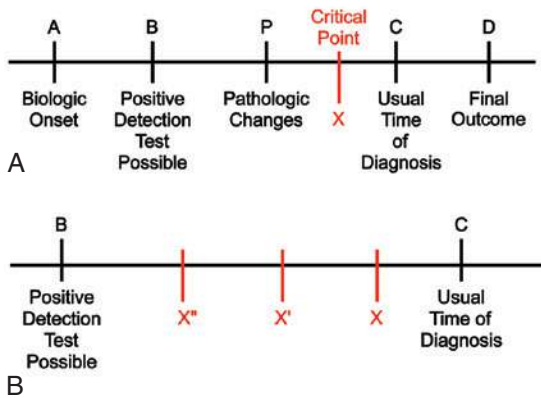 A B P Critical Point C D
Biologic Onset
Positive Detection Test Possible
Pathologic Changes
X
Usual Time of Diagnosis
Final Outcome
A
B C
Positive Detection Test Possible
X" X' X
Usual Time of Diagnosis
B